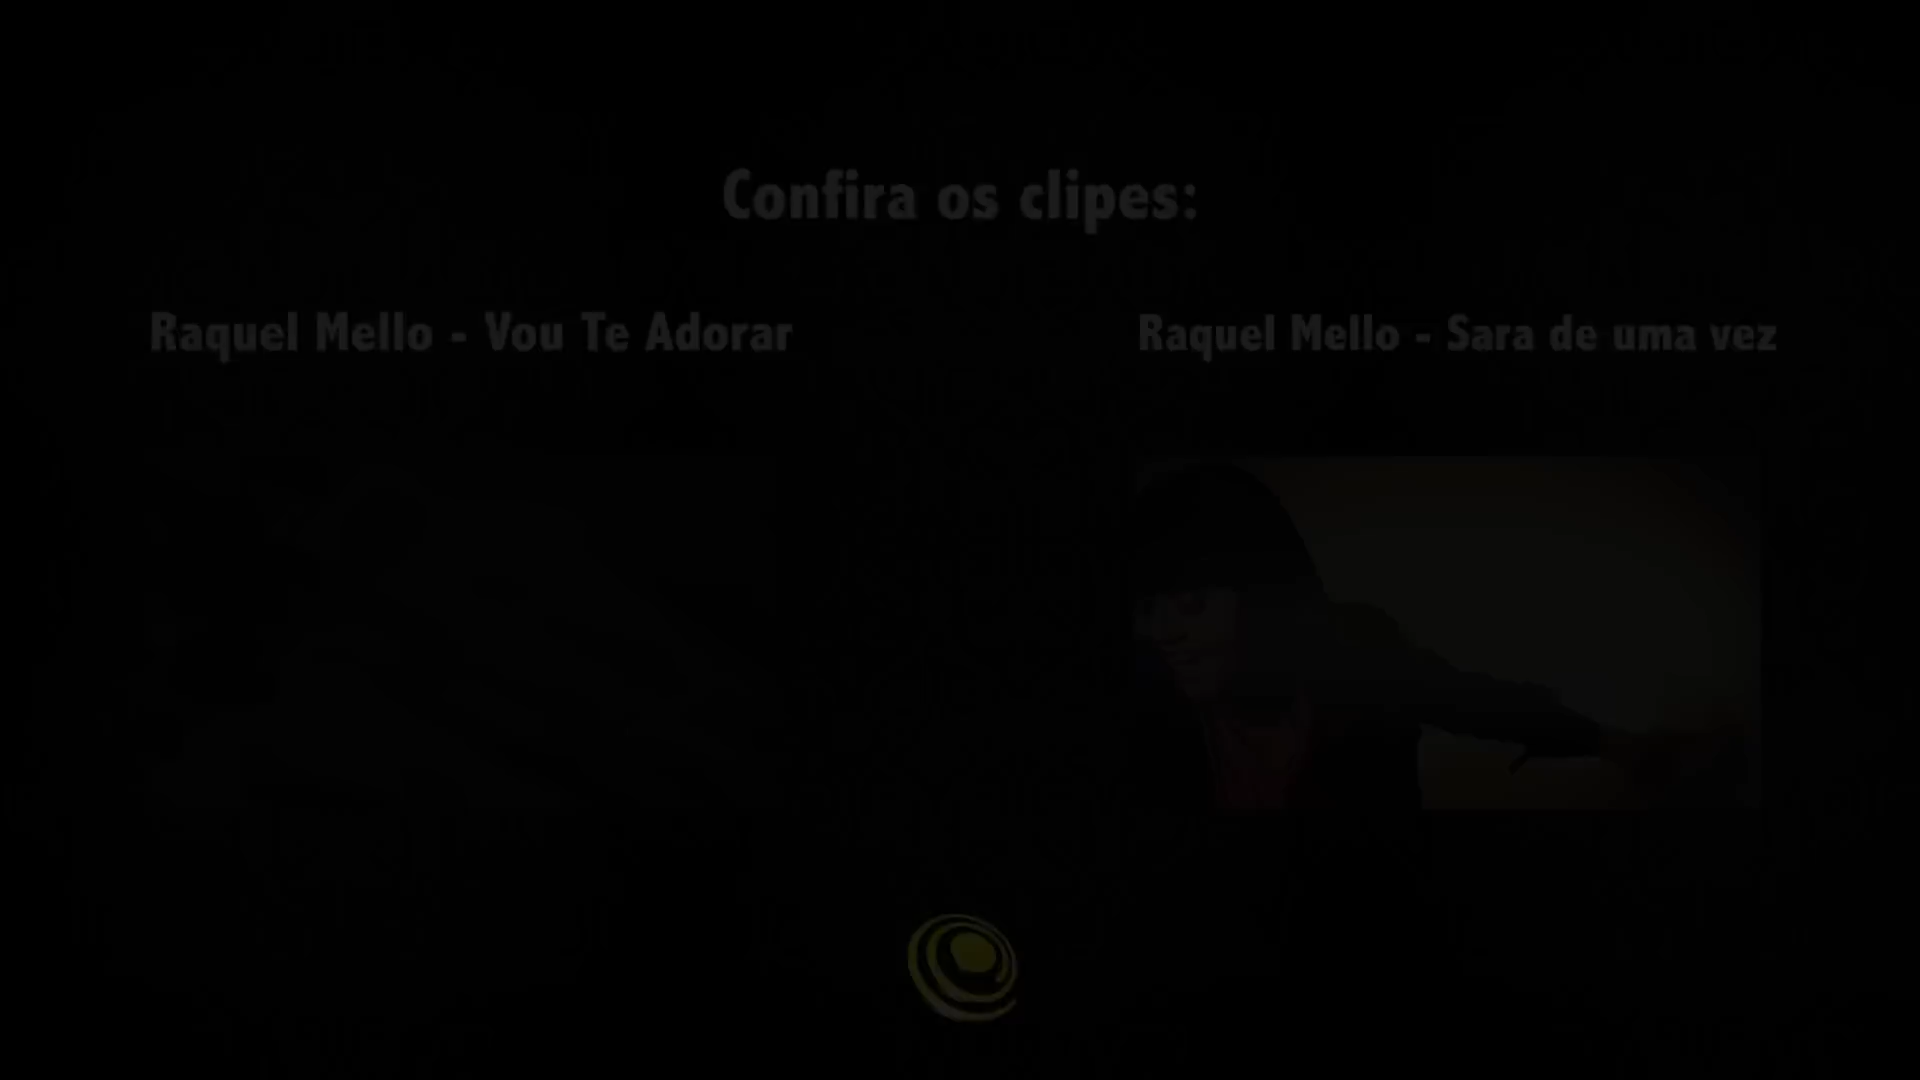 Confira os clipes:
Raquel Mello - Vou Te Adorar
Raquel Mello - Sara de uma vez